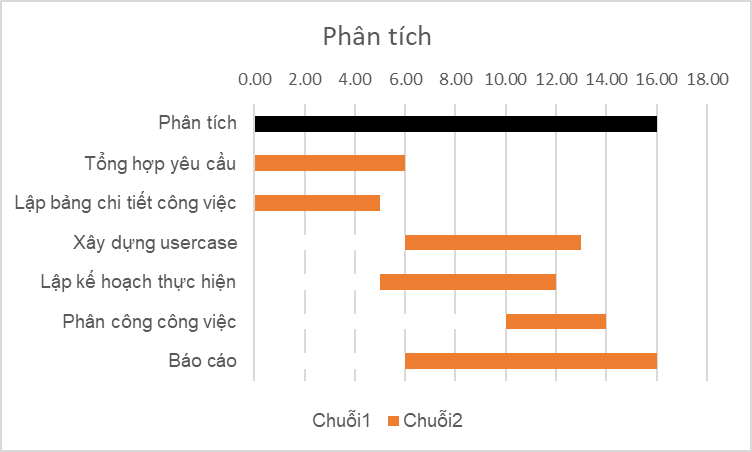 Phân tích
0.00 2.00 4.00 6.00 8.00 10.00 12.00 14.00 16.00 18.00
Phân tích
Tổng hợp yêu cầu
Lập bảng chi tiết công việc
Xây dựng usercase
Lập kế hoạch thực hiện
Phân công công việc
Báo cáo
Chuỗi1 Chuỗi2